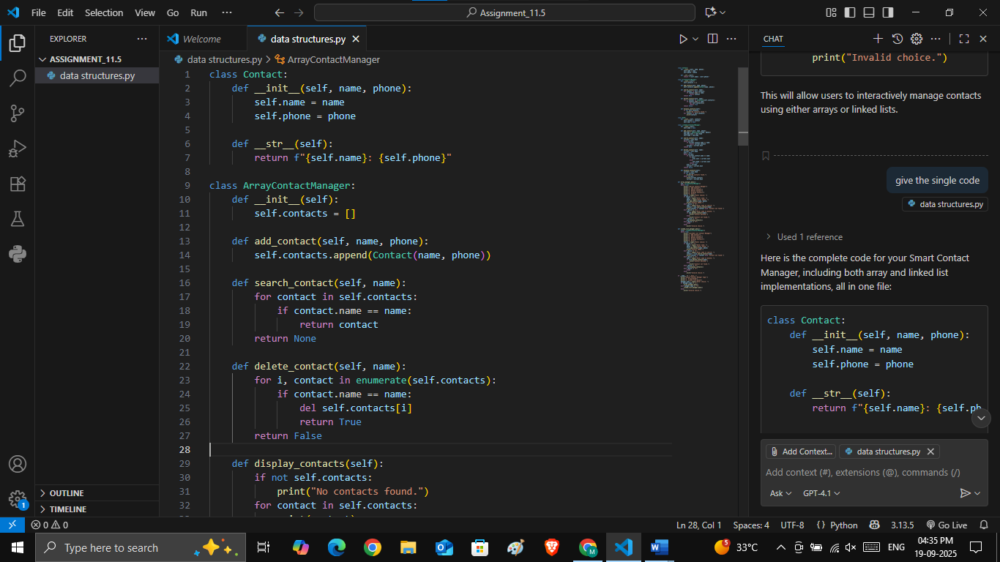 File Edit Selection View Go Run ··· Assignment_11.5
EXPLORER ···
ASSIGNMENT_11.5
data structures.py
OUTLINE
TIMELINE
Welcome data structures.py
data structures.py > ArrayContactManager
1 class Contact:
2 def __init__(self, name, phone):
3 self.name = name
4 self.phone = phone
5
6 def __str__(self):
7 return f"{self.name}: {self.phone}"
8
9 class ArrayContactManager:
10 def __init__(self):
11 self.contacts = []
12
13 def add_contact(self, name, phone):
14 self.contacts.append(Contact(name, phone))
15
16 def search_contact(self, name):
17 for contact in self.contacts:
18 if contact.name == name:
19 return contact
20 return None
21
22 def delete_contact(self, name):
23 for i, contact in enumerate(self.contacts):
24 if contact.name == name:
25 del self.contacts[i]
26 return True
27 return False
28
29 def display_contacts(self):
30 if not self.contacts:
31 print("No contacts found.")
32 for contact in self.contacts:
CHAT
print("Invalid choice.")
This will allow users to interactively manage contacts
using either arrays or linked lists.
give the single code
data structures.py
Used 1 reference
Here is the complete code for your Smart Contact
Manager, including both array and linked list
implementations, all in one file:
class Contact:
def __init__(self, name, phone):
self.name = name
self.phone = phone
def __str__(self):
return f"{self.name}: {self.ph
Add Context... data structures.py
Add context (#), extensions (@), commands (/)
Ask GPT-4.1
1
0 0 Ln 28, Col 1 Spaces: 4 UTF-8 {} Python 3.13.5 Go Live
Type here to search 5 33°C ENG 04:35 PM
19-09-2025